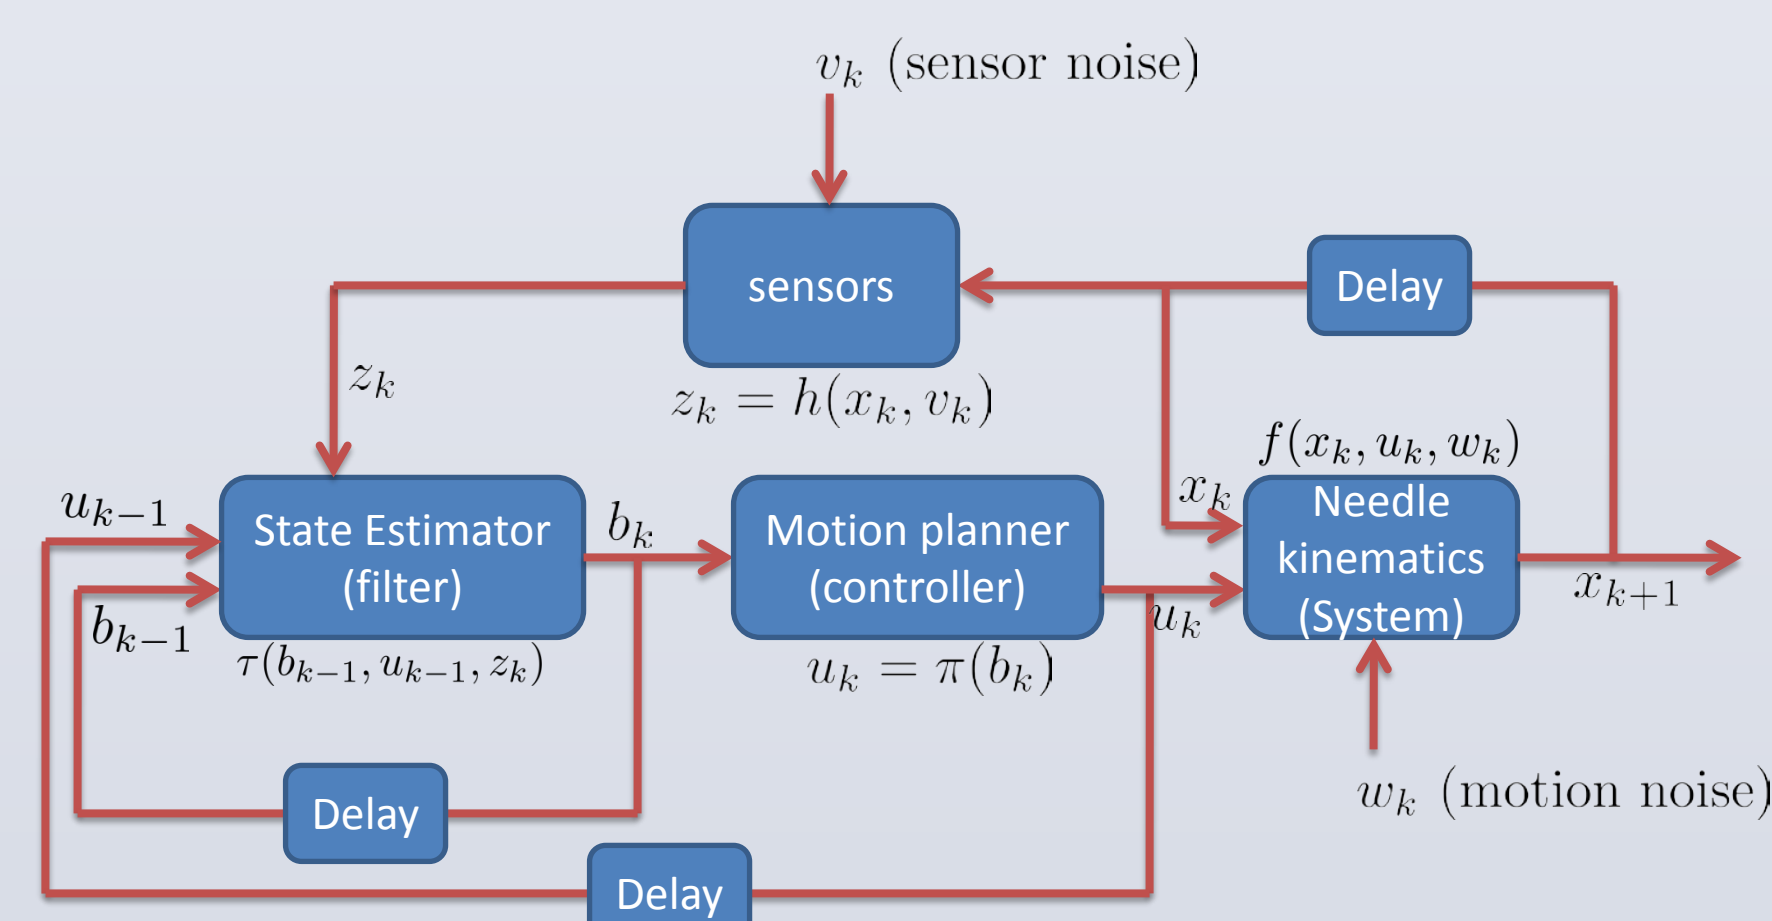 v_k (sensor noise)
sensors
Delay
z_k
z_k = h(x_k, v_k)
f(x_k, u_k, w_k)
u_{k-1}
State Estimator
(filter)
b_k
Motion planner
(controller)
x_k
Needle
kinematics
(System)
b_{k-1}
u_k
x_{k+1}
τ(b_{k-1}, u_{k-1}, z_k)
u_k = π(b_k)
w_k (motion noise)
Delay
Delay